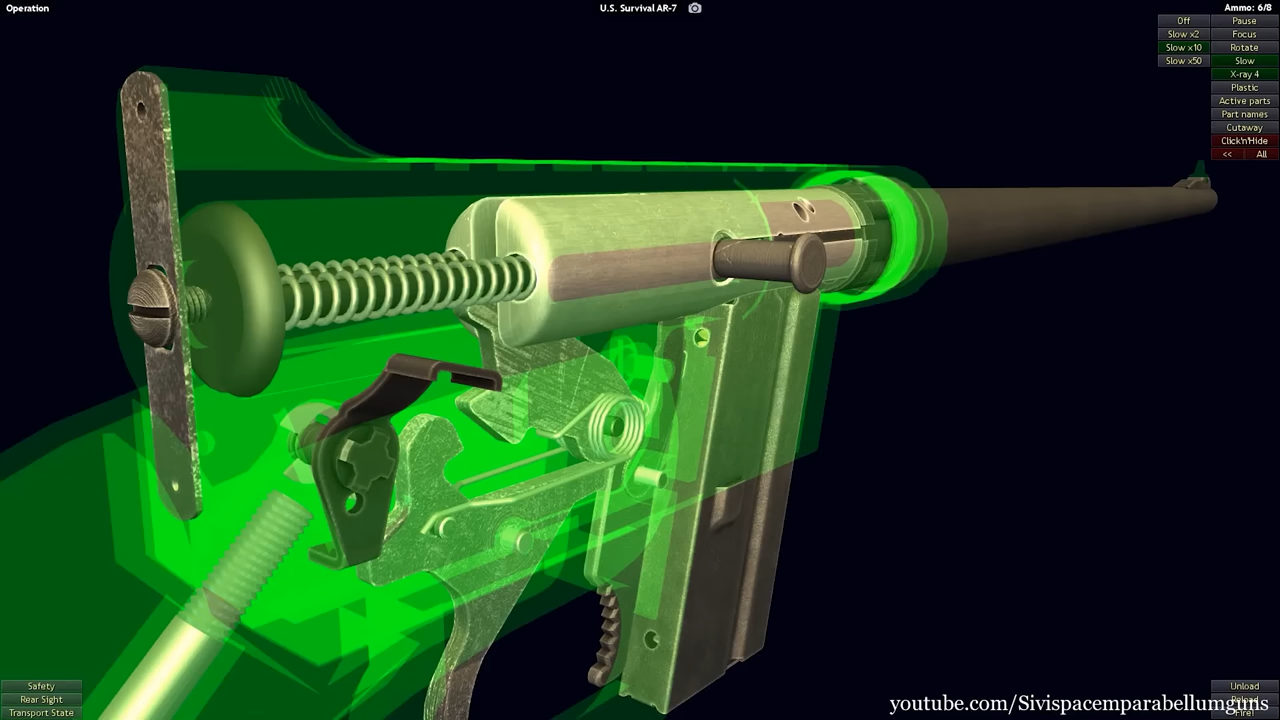 Operation
U.S. Survival AR-7
Ammo: 6/8
Off
Pause
Slow x2
Focus
Slow x10
Rotate
Slow x50
Slow
X-ray 4
Plastic
Active parts
Part names
Cutaway
Click'n'Hide
<<
All
Safety
Rear Sight
Transport State
Unload
Reload
Fire!
youtube.com/Sivispacemparabellumguns